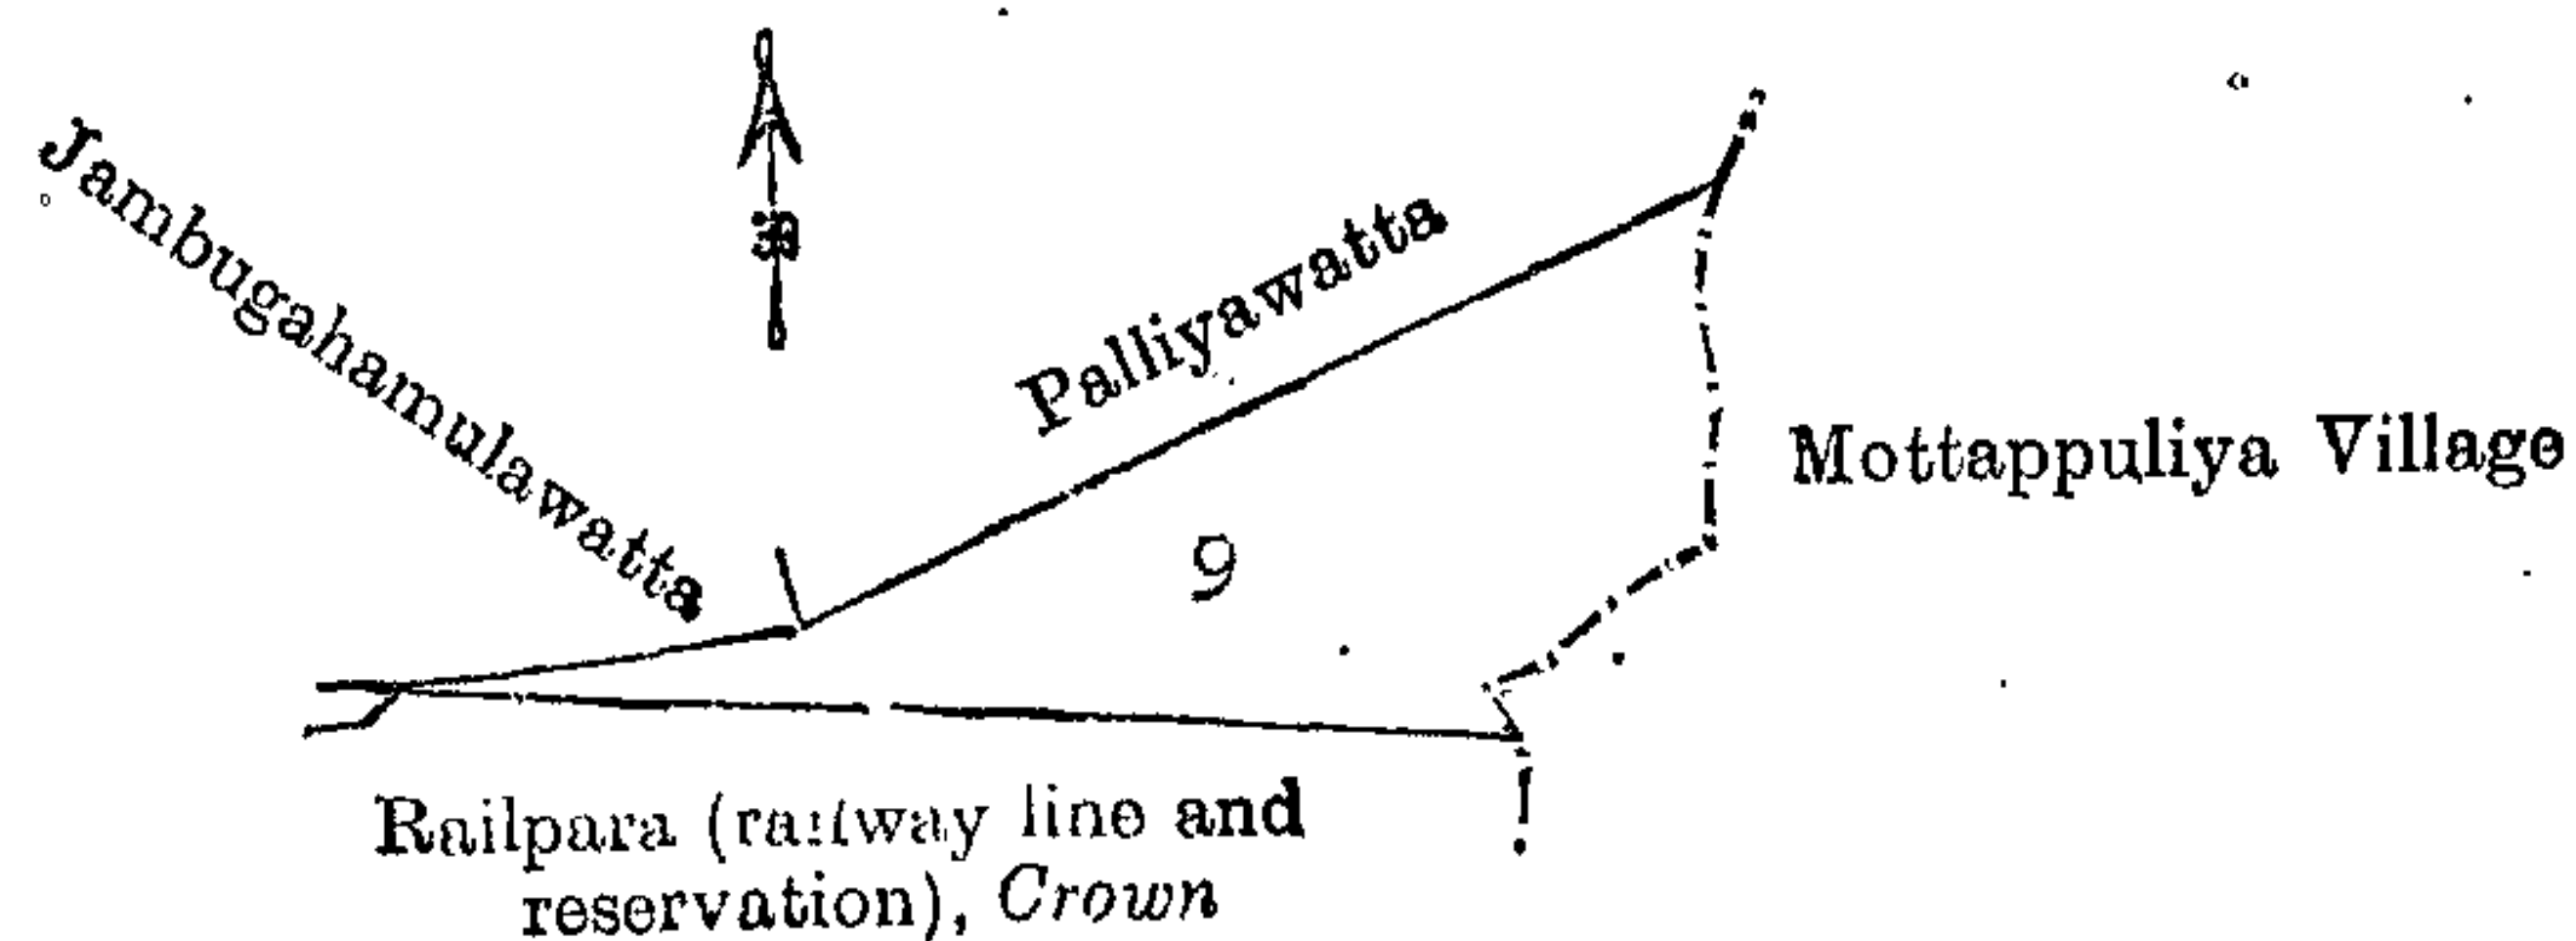 Jambugahamulawatta
Palliyawatta
Mottappuliya Village
9
Railpara (railway line and
reservation), Crown